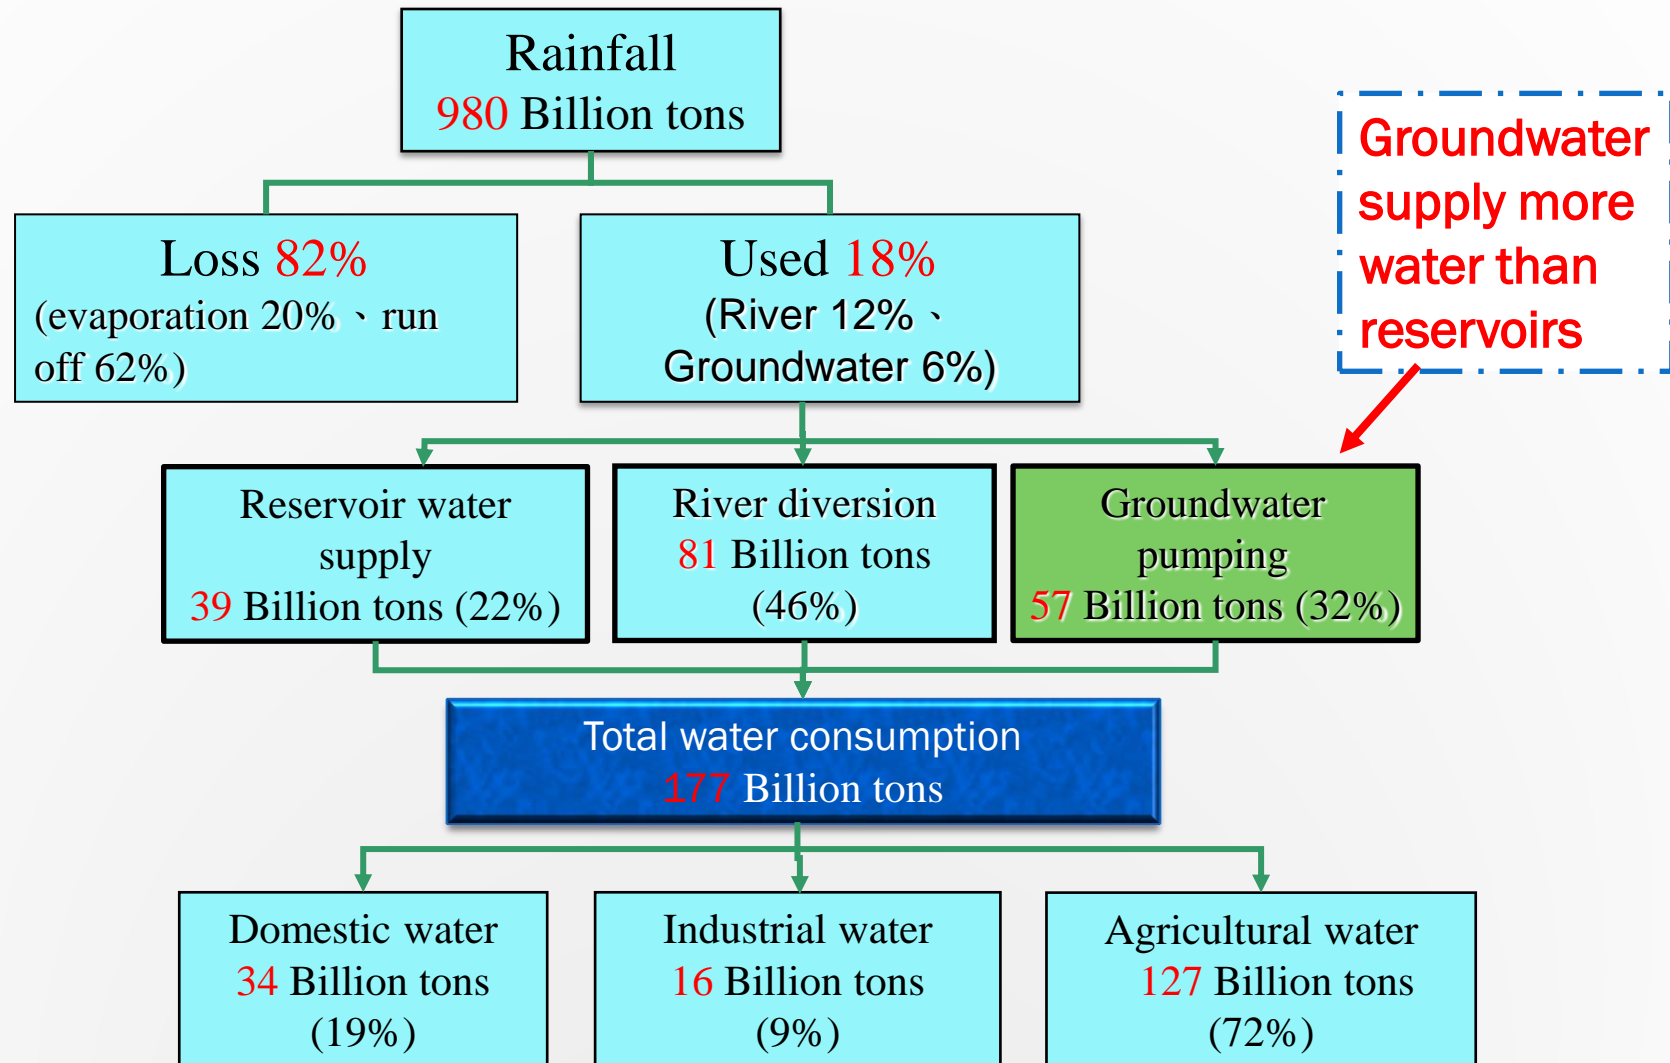 Rainfall
980 Billion tons
Groundwater
supply more
water than
reservoirs
Loss 82%
(evaporation 20%、run
off 62%)
Used 18%
(River 12%、
Groundwater 6%)
Reservoir water
supply
39 Billion tons (22%)
River diversion
81 Billion tons
(46%)
Groundwater
pumping
57 Billion tons (32%)
Total water consumption
177 Billion tons
Domestic water
34 Billion tons
(19%)
Industrial water
16 Billion tons
(9%)
Agricultural water
127 Billion tons
(72%)